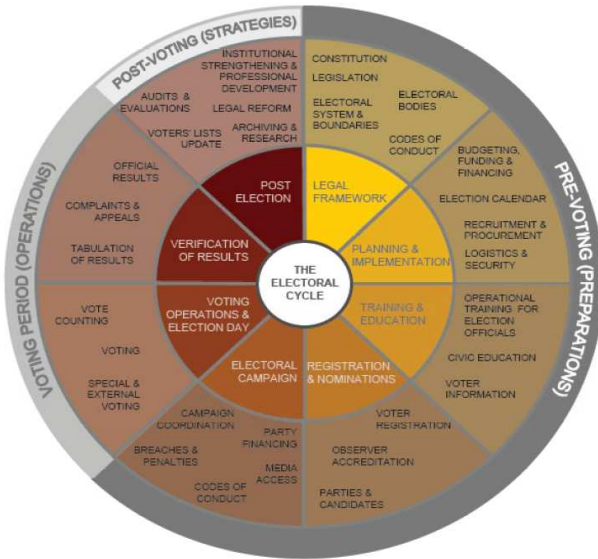 POST-VOTING (STRATEGIES)
PRE-VOTING (PREPARATIONS)
VOTING PERIOD (OPERATIONS)
THE
ELECTORAL
CYCLE
LEGAL
FRAMEWORK
CONSTITUTION
LEGISLATION
ELECTORAL
SYSTEM &
BOUNDARIES
ELECTORAL
BODIES
CODES OF
CONDUCT
PLANNING &
IMPLEMENTATION
BUDGETING,
FUNDING &
FINANCING
ELECTION CALENDAR
RECRUITMENT &
PROCUREMENT
LOGISTICS &
SECURITY
TRAINING &
EDUCATION
OPERATIONAL
TRAINING FOR
ELECTION
OFFICIALS
CIVIC EDUCATION
VOTER
INFORMATION
REGISTRATION
& NOMINATIONS
VOTER
REGISTRATION
OBSERVER
ACCREDITATION
PARTIES &
CANDIDATES
ELECTORAL
CAMPAIGN
CAMPAIGN
COORDINATION
PARTY
FINANCING
BREACHES &
PENALTIES
MEDIA
ACCESS
CODES OF
CONDUCT
VOTING
OPERATIONS &
ELECTION DAY
VOTE
COUNTING
VOTING
SPECIAL &
EXTERNAL
VOTING
VERIFICATION
OF RESULTS
OFFICIAL
RESULTS
COMPLAINTS &
APPEALS
TABULATION
OF RESULTS
POST
ELECTION
INSTITUTIONAL
STRENGTHENING &
PROFESSIONAL
DEVELOPMENT
AUDITS &
EVALUATIONS
LEGAL REFORM
VOTERS' LISTS
UPDATE
ARCHIVING &
RESEARCH